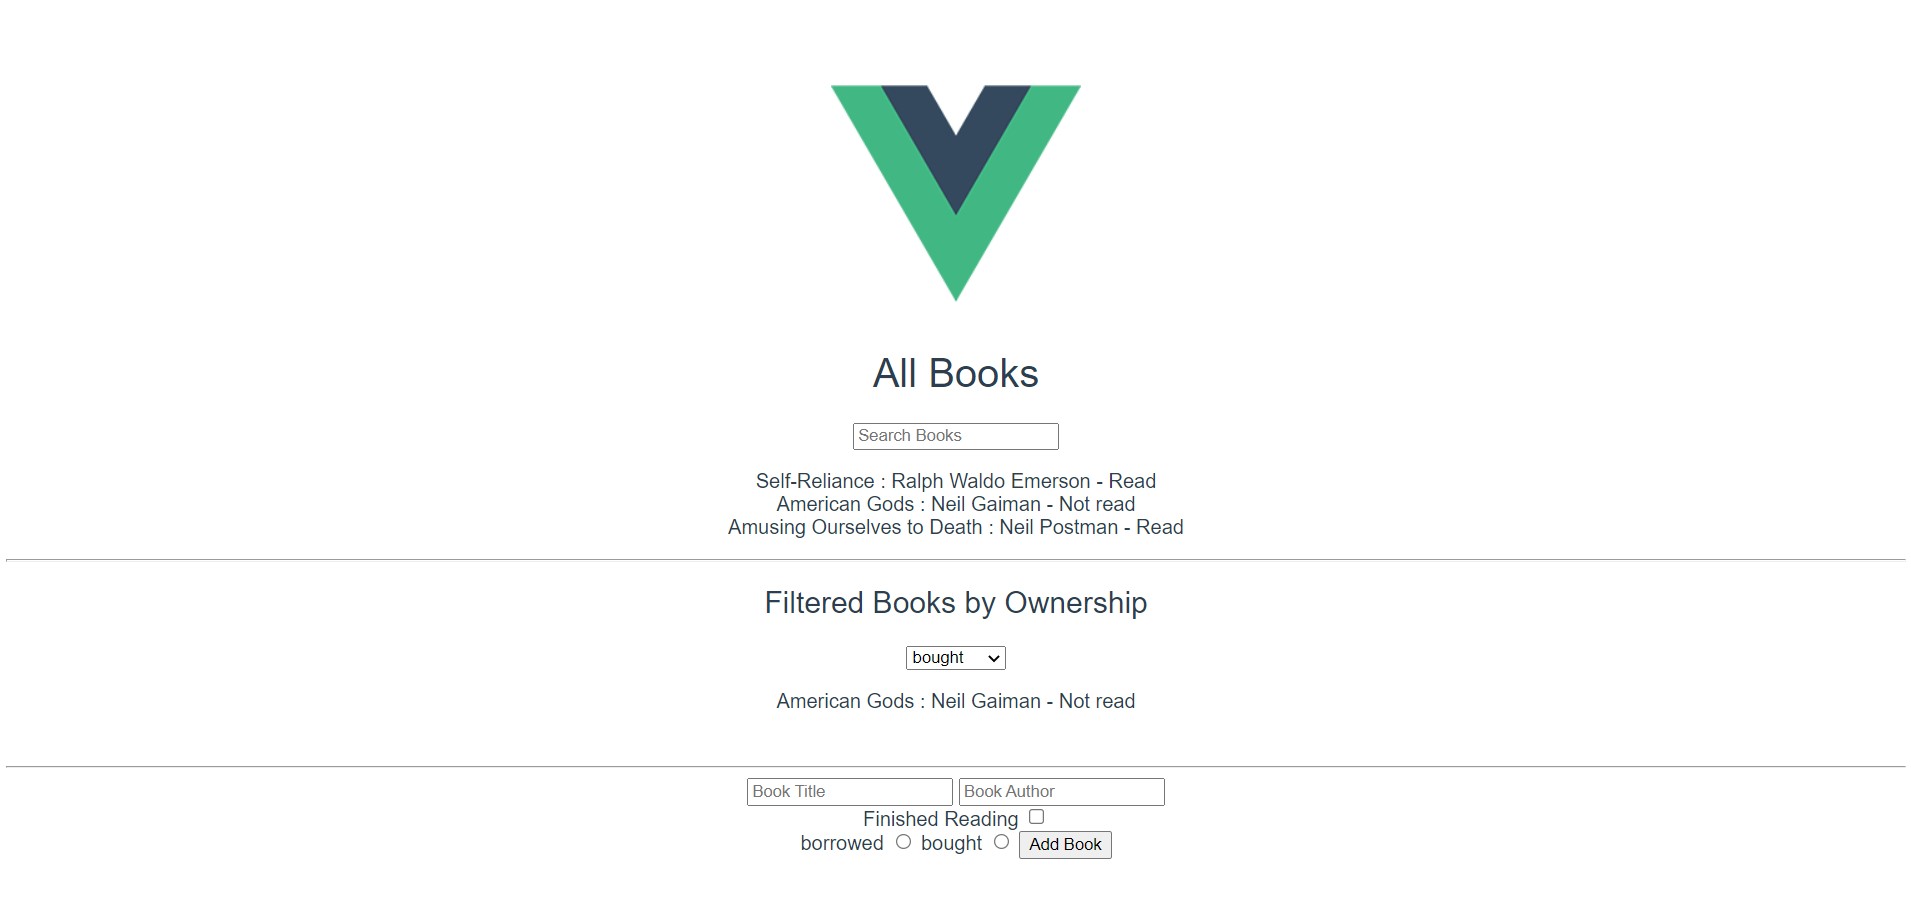 All Books
Search Books
Self-Reliance : Ralph Waldo Emerson - Read
American Gods : Neil Gaiman - Not read
Amusing Ourselves to Death : Neil Postman - Read
Filtered Books by Ownership
bought
American Gods : Neil Gaiman - Not read
Book Title Book Author
Finished Reading
borrowed bought Add Book